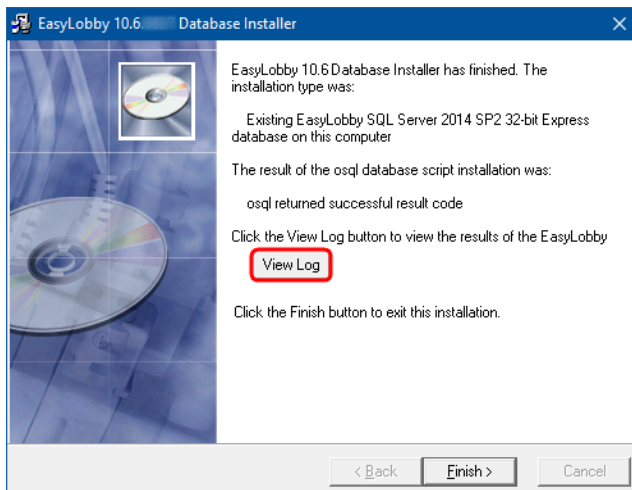 EasyLobby 10.6. Database Installer
EasyLobby 10.6 Database Installer has finished. The
installation type was:
Existing EasyLobby SQL Server 2014 SP2 32-bit Express
database on this computer
The result of the osql database script installation was:
osql returned successful result code
Click the View Log button to view the results of the EasyLobby
View Log
Click the Finish button to exit this installation.
< Back
Finish >
Cancel